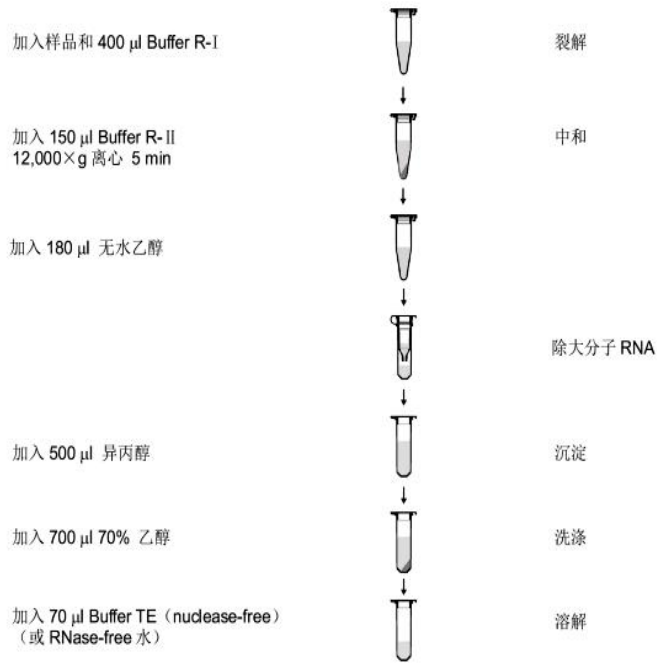 加入样品和 400 μl Buffer R-I
裂解
加入 150 μl Buffer R-II
12,000×g 离心 5 min
中和
加入 180 μl 无水乙醇
除大分子 RNA
加入 500 μl 异丙醇
沉淀
加入 700 μl 70% 乙醇
洗涤
加入 70 μl Buffer TE（nuclease-free）
（或 RNase-free 水）
溶解